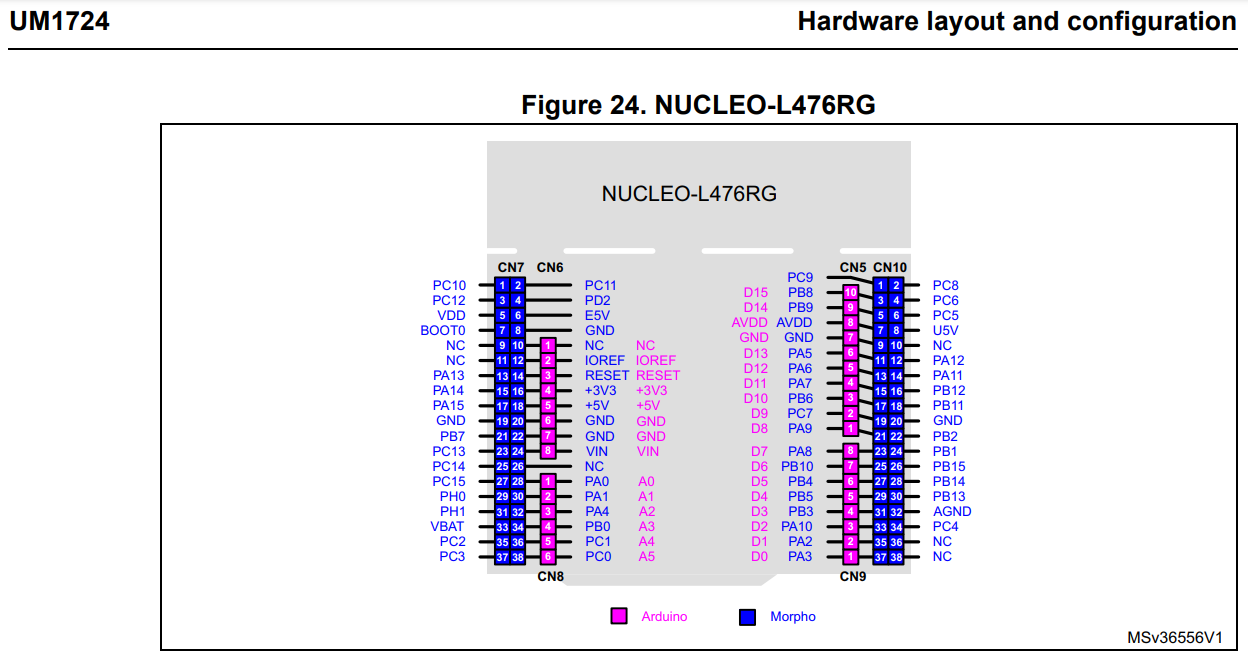 UM1724 Hardware layout and configuration
Figure 24. NUCLEO-L476RG
NUCLEO-L476RG
CN7 CN6 CN5 CN10
PC9
PC10 1 2 PC11 D15 PB8 10 1 2 PC8
PC12 3 4 PD2 D14 PB9 9 3 4 PC6
VDD 5 6 E5V AVDD AVDD 8 5 6 PC5
BOOT0 7 8 GND GND GND 7 7 8 U5V
NC 9 10 1 NC NC D13 PA5 6 9 10 NC
NC 11 12 2 IOREF IOREF D12 PA6 5 11 12 PA12
PA13 13 14 3 RESET RESET D11 PA7 4 13 14 PA11
PA14 15 16 4 +3V3 +3V3 D10 PB6 3 15 16 PB12
PA15 17 18 5 +5V +5V D9 PC7 2 17 18 PB11
GND 19 20 6 GND GND D8 PA9 1 19 20 GND
PB7 21 22 7 GND GND 21 22 PB2
PC13 23 24 8 VIN VIN D7 PA8 8 23 24 PB1
PC14 25 26 NC D6 PB10 7 25 26 PB15
PC15 27 28 1 PA0 A0 D5 PB4 6 27 28 PB14
PH0 29 30 2 PA1 A1 D4 PB5 5 29 30 PB13
PH1 31 32 3 PA4 A2 D3 PB3 4 31 32 AGND
VBAT 33 34 4 PB0 A3 D2 PA10 3 33 34 PC4
PC2 35 36 5 PC1 A4 D1 PA2 2 35 36 NC
PC3 37 38 6 PC0 A5 D0 PA3 1 37 38 NC
CN8 CN9
Arduino Morpho
MSv36556V1